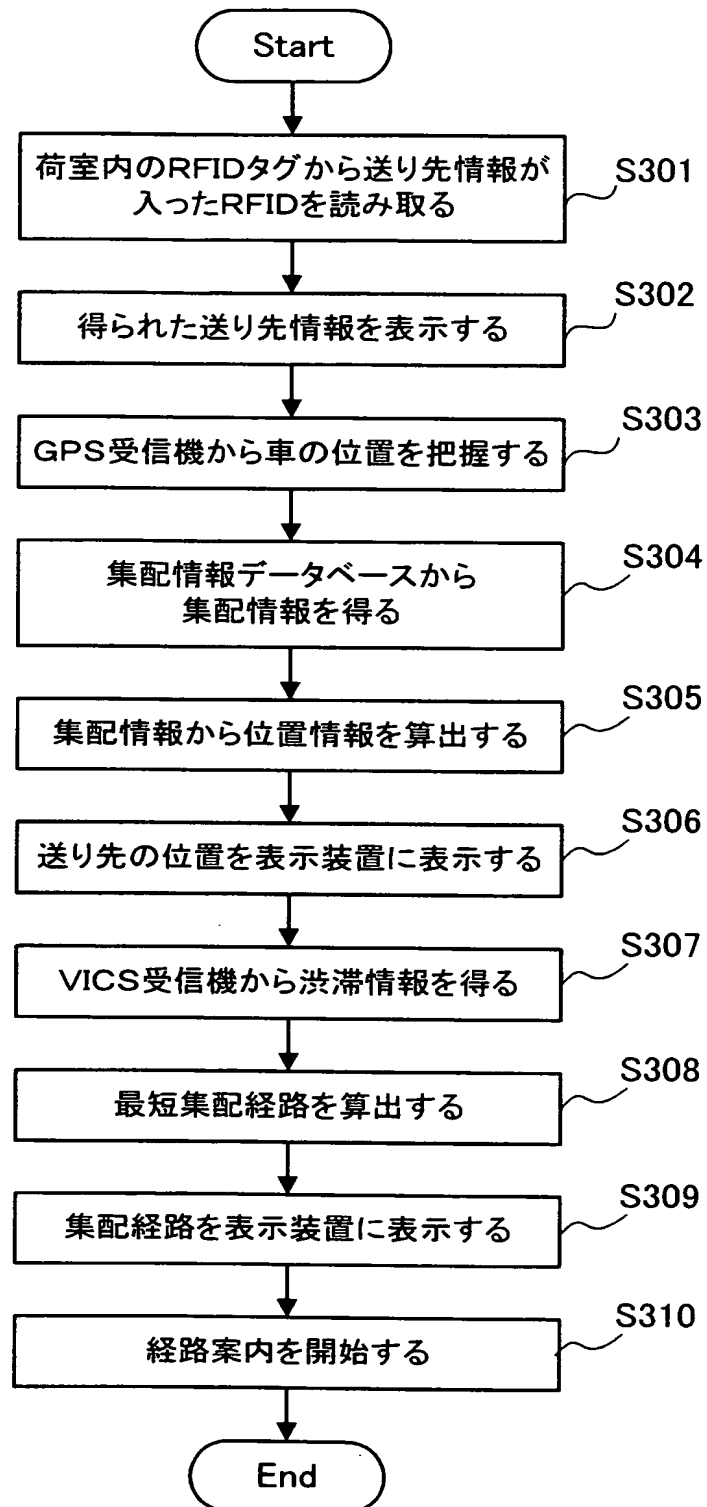 Start
荷室内のRFIDタグから送り先情報が
入ったRFIDを読み取る
S301
得られた送り先情報を表示する
S302
GPS受信機から車の位置を把握する
S303
集配情報データベースから
集配情報を得る
S304
集配情報から位置情報を算出する
S305
送り先の位置を表示装置に表示する
S306
VICS受信機から渋滞情報を得る
S307
最短集配経路を算出する
S308
集配経路を表示装置に表示する
S309
経路案内を開始する
S310
End